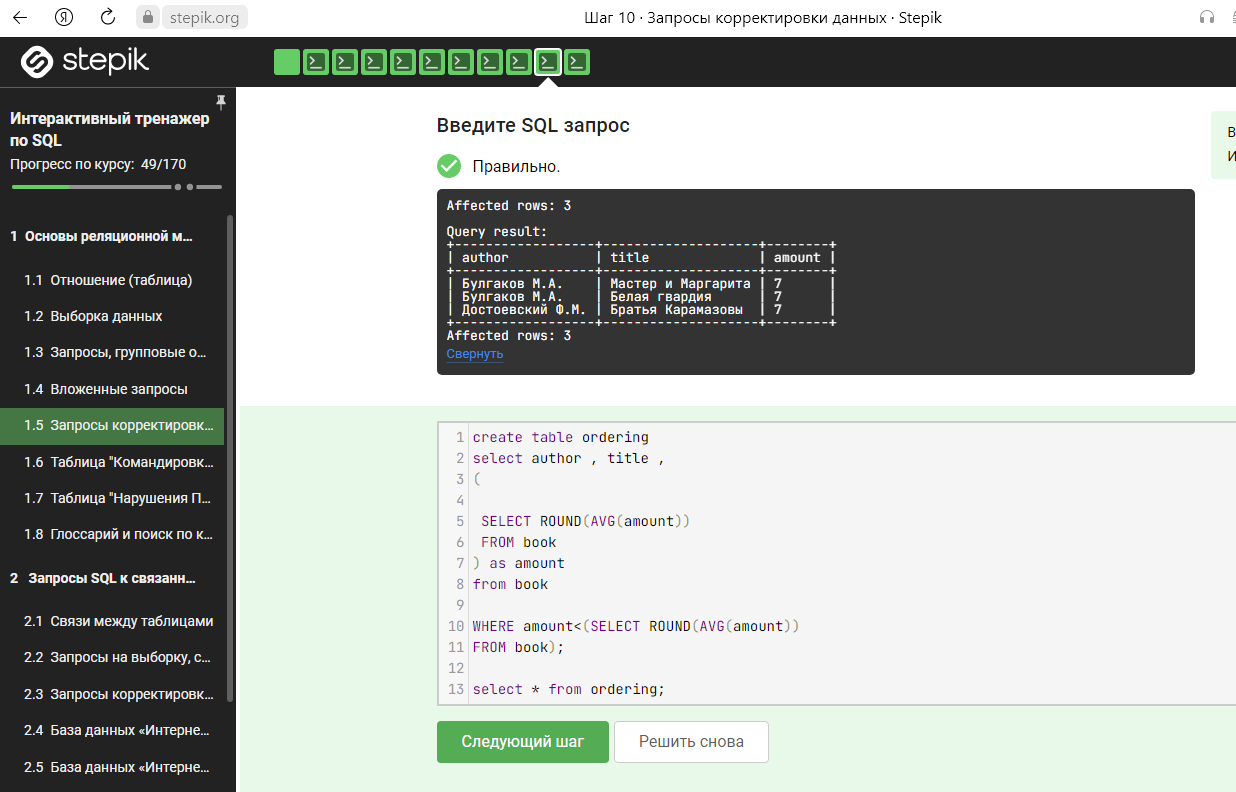 stepik.org
Шаг 10 · Запросы корректировки данных · Stepik
stepik
Интерактивный тренажер
по SQL
Прогресс по курсу: 49/170
1 Основы реляционной м...
1.1 Отношение (таблица)
1.2 Выборка данных
1.3 Запросы, групповые о...
1.4 Вложенные запросы
1.5 Запросы корректировк...
1.6 Таблица "Командировк...
1.7 Таблица "Нарушения П...
1.8 Глоссарий и поиск по к...
2 Запросы SQL к связанн...
2.1 Связи между таблицами
2.2 Запросы на выборку, с...
2.3 Запросы корректировк...
2.4 База данных «Интерне...
2.5 База данных «Интерне...
Введите SQL запрос
Правильно.
Affected rows: 3
Query result:
+-------------------+--------------------+--------+
| author | title | amount |
+-------------------+--------------------+--------+
| Булгаков М.А. | Мастер и Маргарита | 7 |
| Булгаков М.А. | Белая гвардия | 7 |
| Достоевский Ф.М. | Братья Карамазовы | 7 |
+-------------------+--------------------+--------+
Affected rows: 3
Свернуть
1 create table ordering
2 select author , title ,
3 (
4
5 SELECT ROUND(AVG(amount))
6 FROM book
7 ) as amount
8 from book
9
10 WHERE amount<(SELECT ROUND(AVG(amount))
11 FROM book);
12
13 select * from ordering;
Следующий шаг
Решить снова
В
И